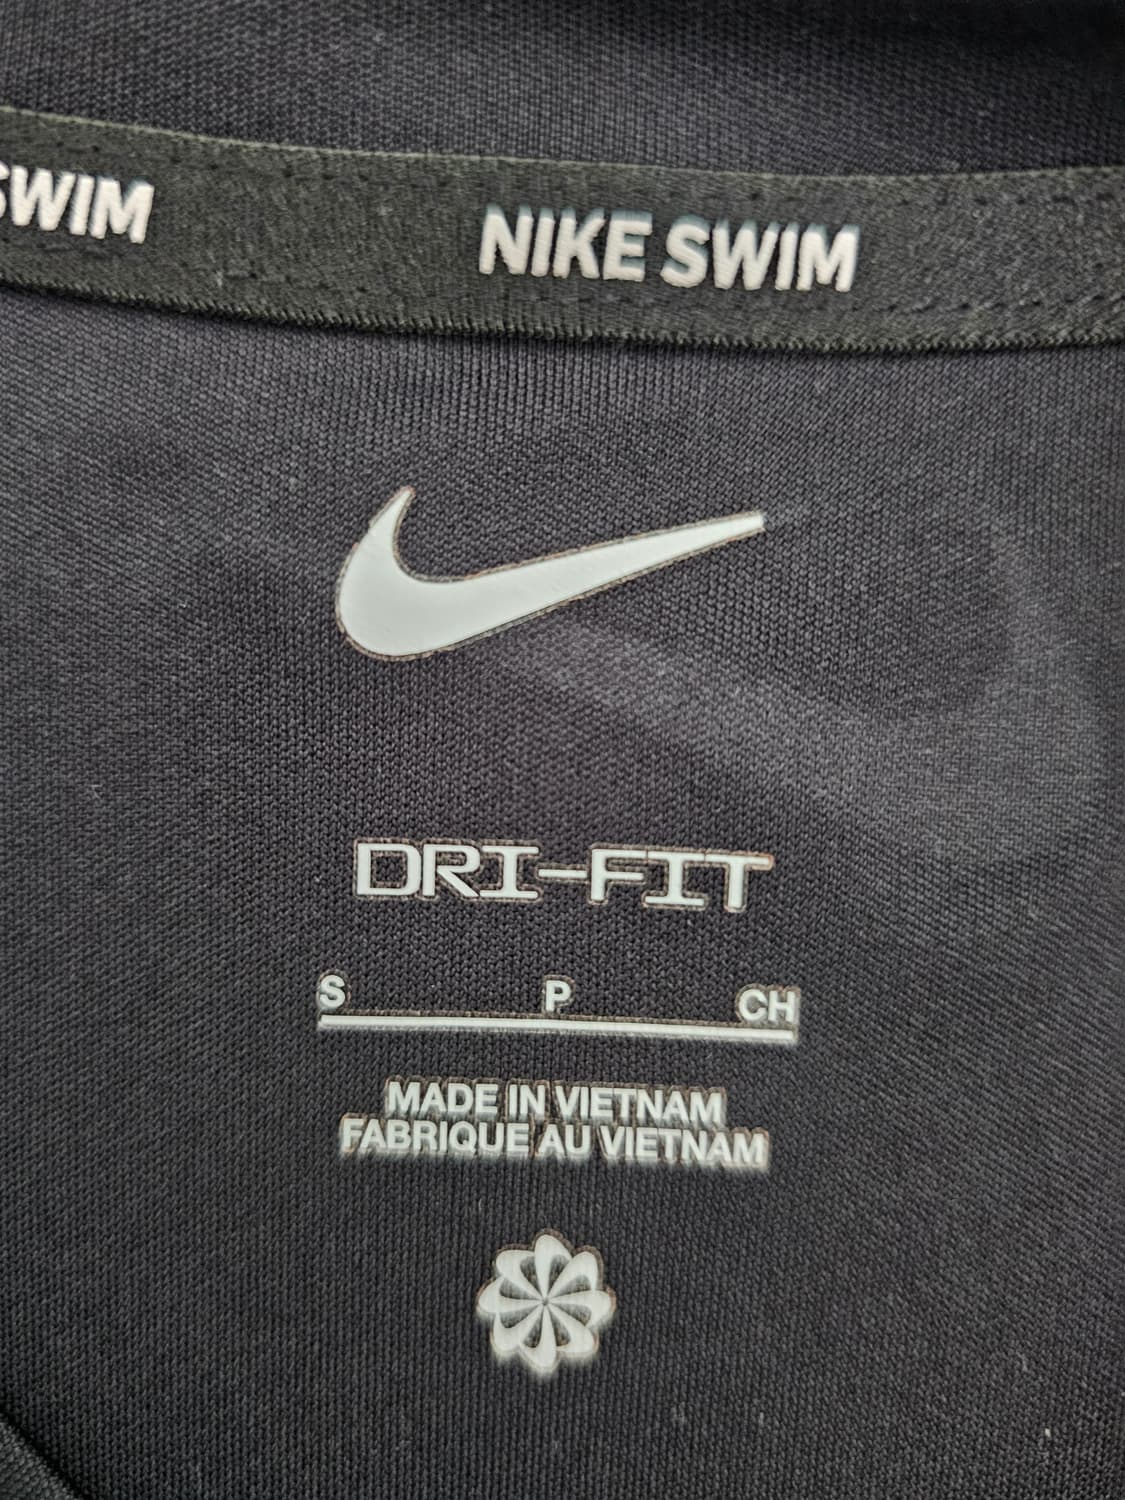 SWIM NIKE SWIM
DRI-FIT
S P CH
MADE IN VIETNAM
FABRIQUE AU VIETNAM